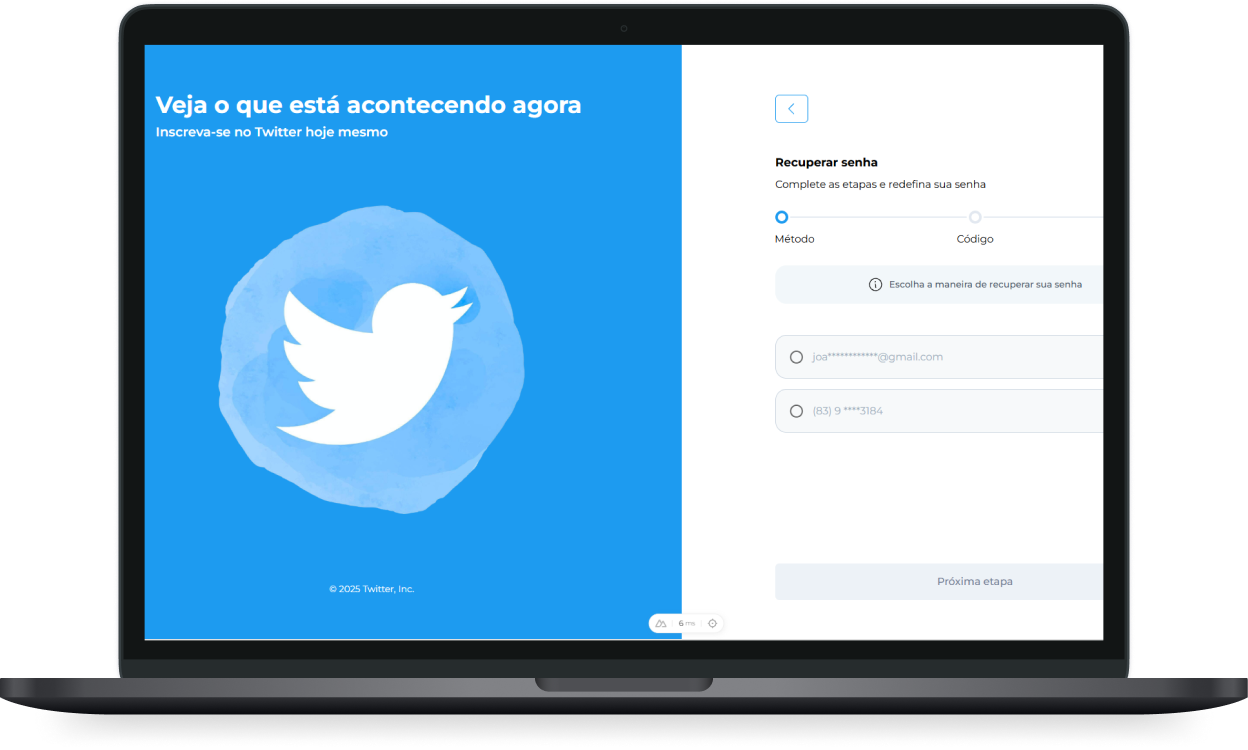 Veja o que está acontecendo agora
Inscreva-se no Twitter hoje mesmo
© 2025 Twitter, Inc.
Recuperar senha
Complete as etapas e redefina sua senha
Método
Código
Escolha a maneira de recuperar sua senha
joa************@gmail.com
(83) 9 ****3184
Próxima etapa
6 ms